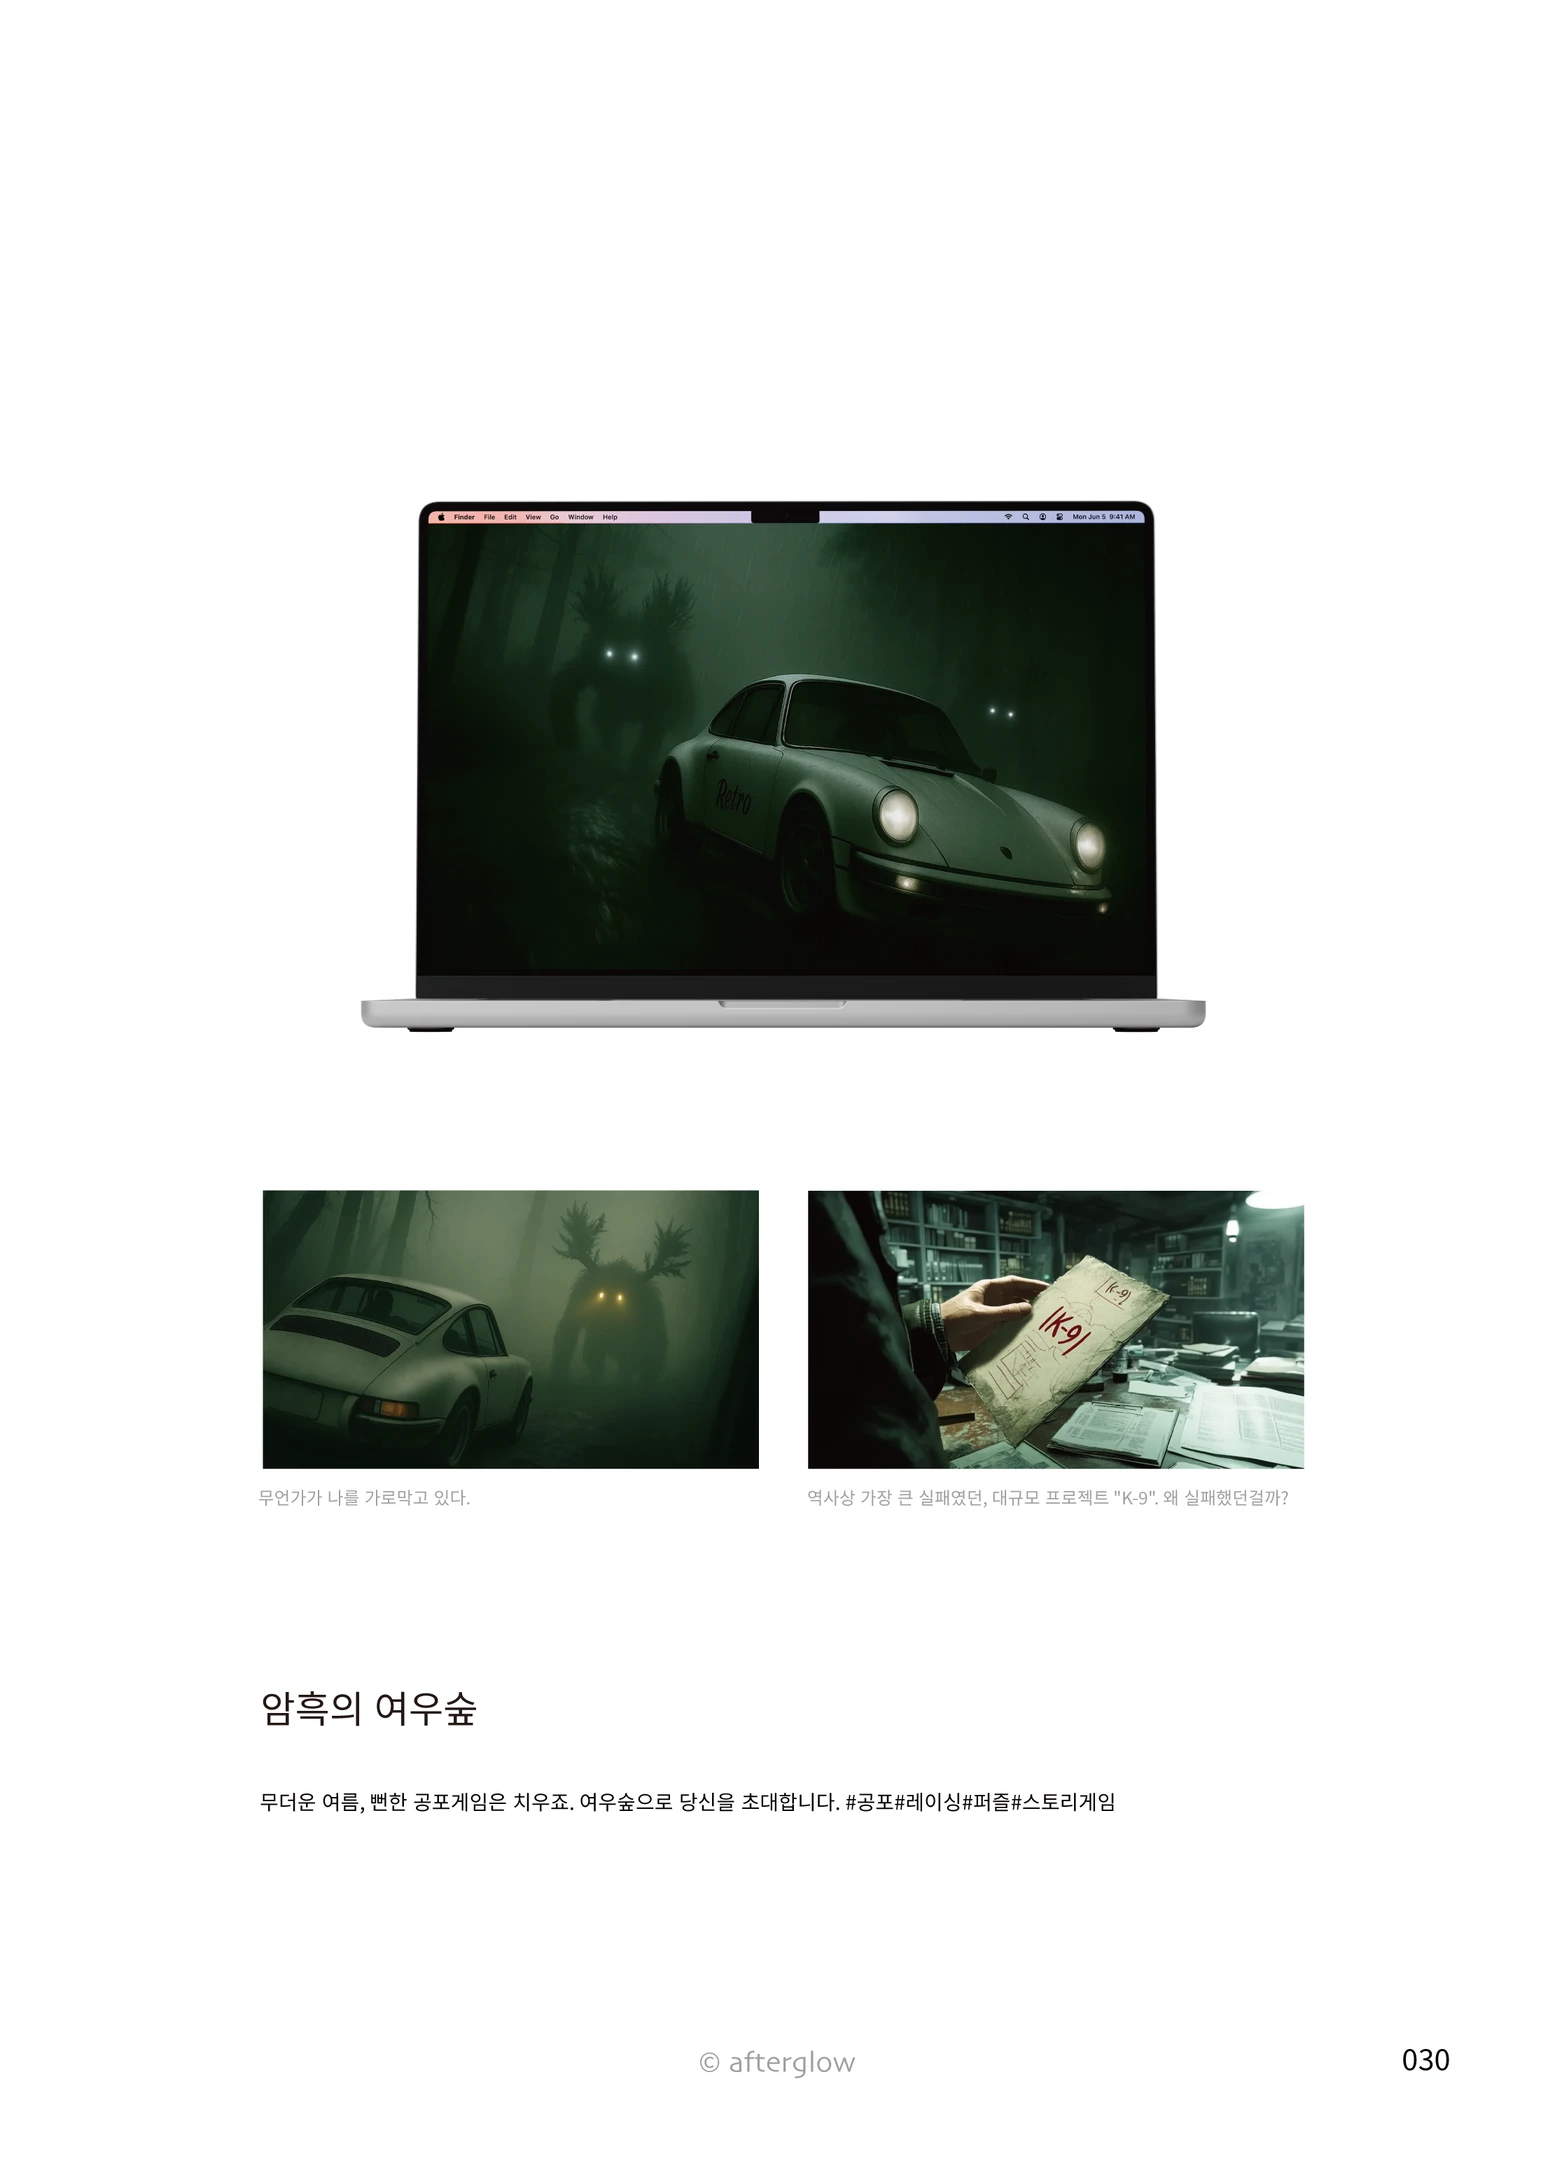 Finder File Edit View Go Window Help Mon Jun 5 9:41 AM
Retro
|K-9|
|K-9|
무언가가 나를 가로막고 있다.
역사상 가장 큰 실패였던, 대규모 프로젝트 "K-9". 왜 실패했던걸까?
암흑의 여우숲
무더운 여름, 뻔한 공포게임은 치우죠. 여우숲으로 당신을 초대합니다. #공포#레이싱#퍼즐#스토리게임
© afterglow
030